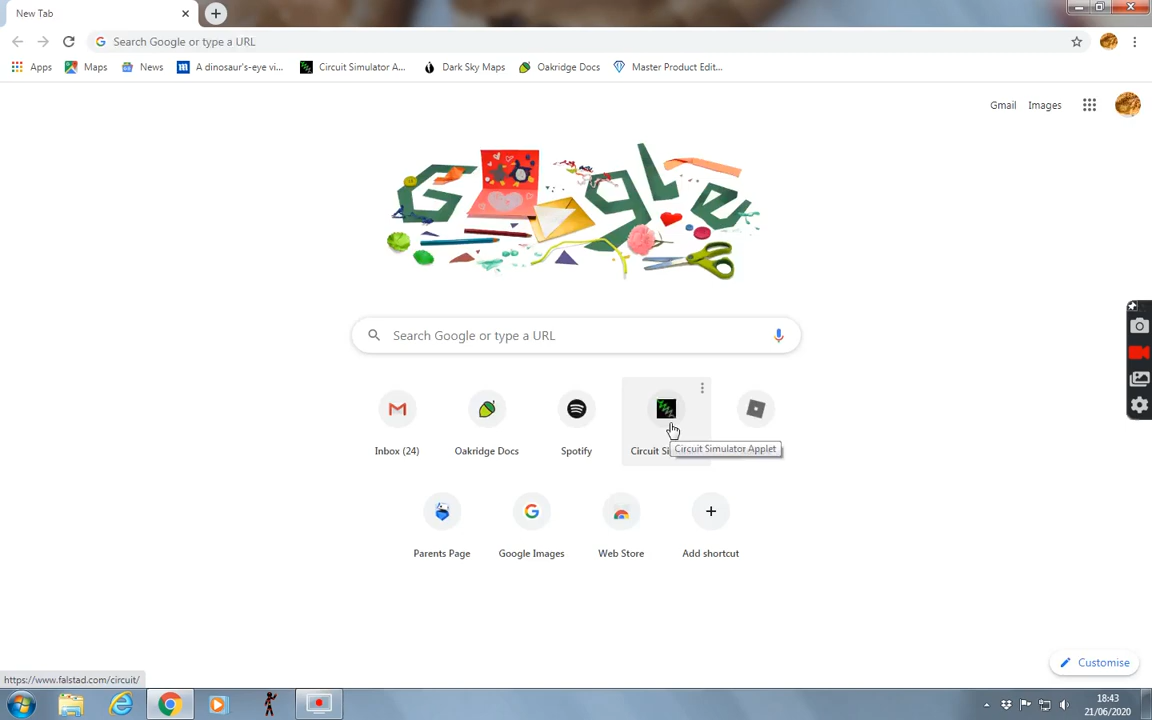 New Tab
Search Google or type a URL
Apps
Maps
News
A dinosaur's-eye vi...
Circuit Simulator A...
Dark Sky Maps
Oakridge Docs
Master Product Edit...
Gmail
Images
Google
Search Google or type a URL
Inbox (24)
Oakridge Docs
Spotify
Circuit Si
Circuit Simulator Applet
Parents Page
Google Images
Web Store
Add shortcut
Customise
https://www.falstad.com/circuit/
18:43
21/06/2020